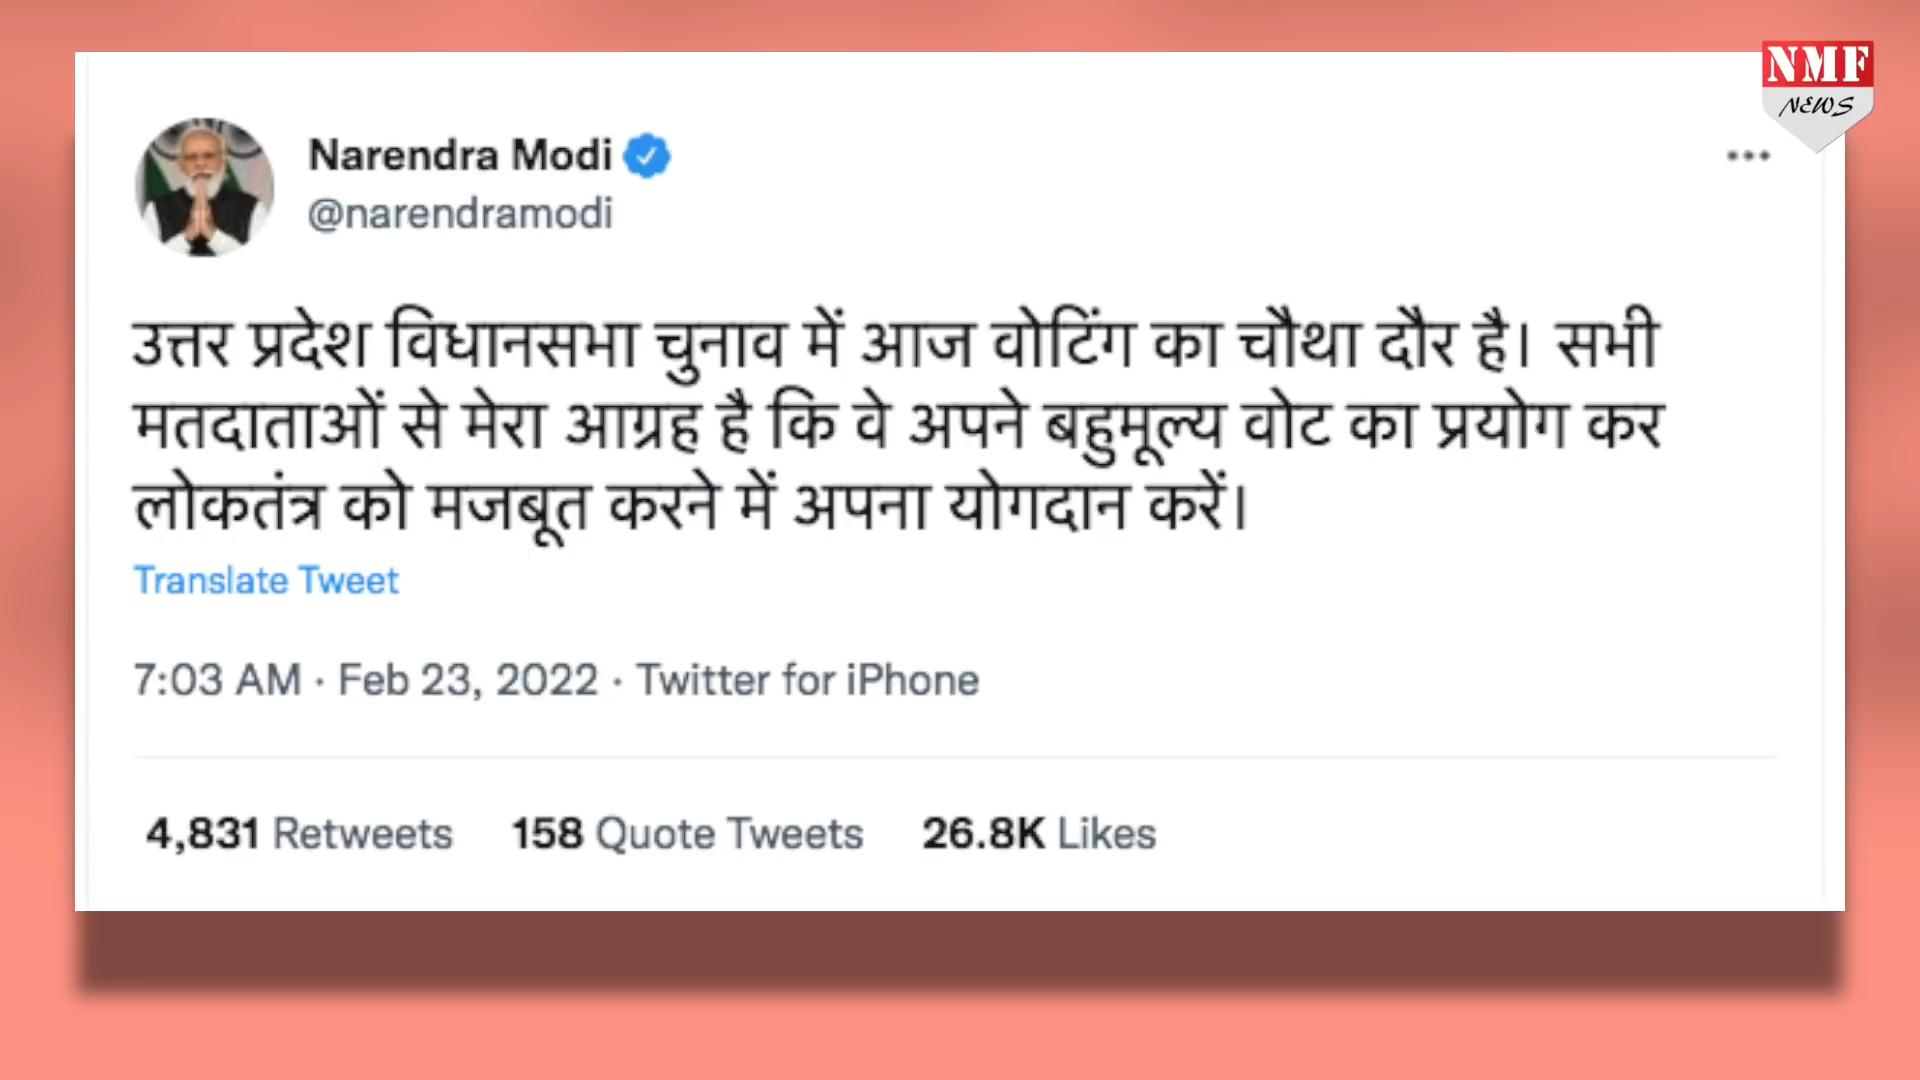 NMF
NEWS
Narendra Modi
@narendramodi
उत्तर प्रदेश विधानसभा चुनाव में आज वोटिंग का चौथा दौर है। सभी
मतदाताओं से मेरा आग्रह है कि वे अपने बहुमूल्य वोट का प्रयोग कर
लोकतंत्र को मजबूत करने में अपना योगदान करें।
Translate Tweet
7:03 AM · Feb 23, 2022 · Twitter for iPhone
4,831 Retweets 158 Quote Tweets 26.8K Likes